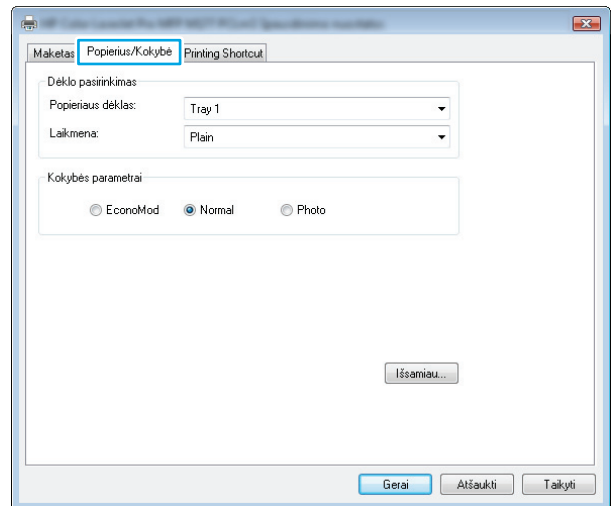 Maketas Popierius/Kokybė Printing Shortcut
Dėklo pasirinkimas
Popieriaus dėklas: Tray 1
Laikmena: Plain
Kokybės parametrai
EconoMod Normal Photo
Išsamiau...
Gerai Atšaukti Taikyti